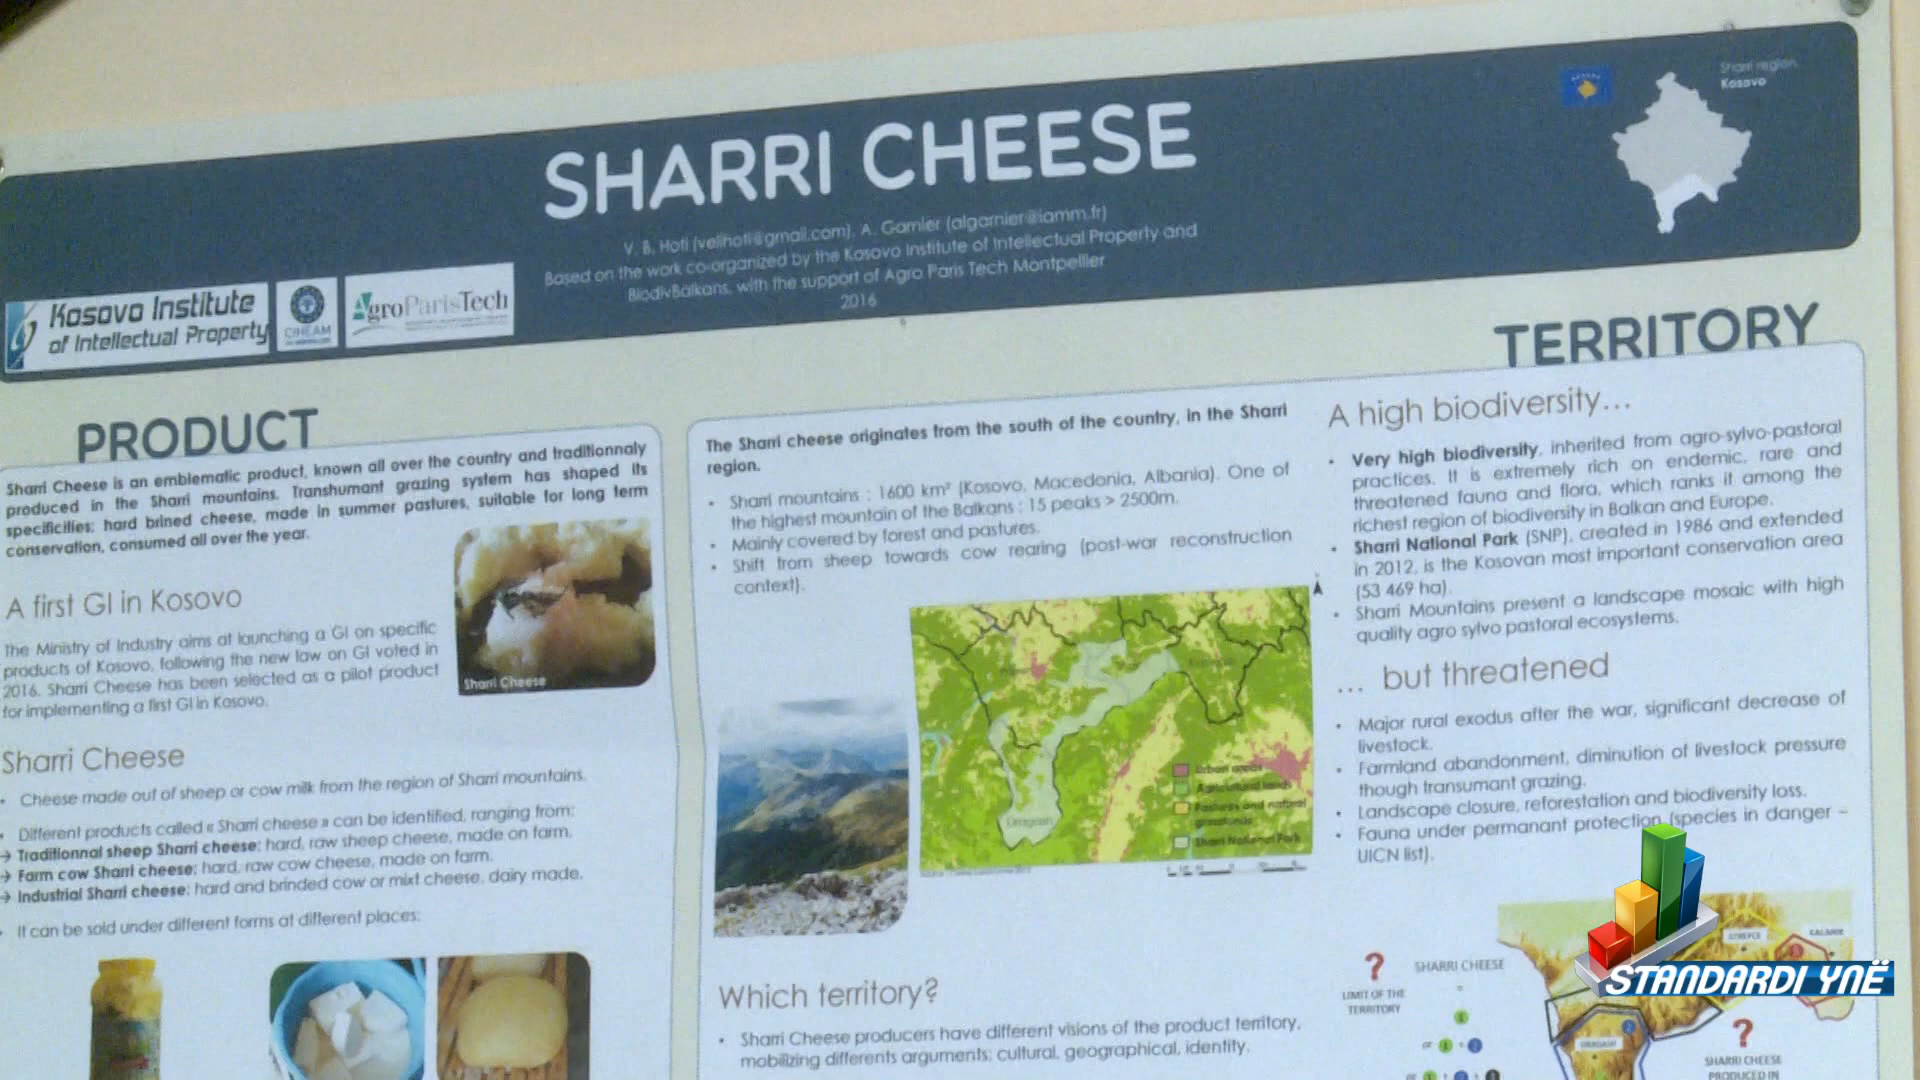 SHARRI CHEESE
V. B. Hoti (velihoti@gmail.com), A. Garnier (algarnier@iamm.fr)
Based on the work co-organized by the Kosovo Institute of Intellectual Property and
BiodivBalkans, with the support of Agro Paris Tech Montpellier
2016
Sharri region,
Kosovo
Kosovo Institute
of Intellectual Property
CIHEAM
AgroParisTech
PRODUCT
Sharri Cheese is an emblematic product, known all over the country and traditionnaly
produced in the Sharri mountains. Transhumant grazing system has shaped its
specificities: hard brined cheese, made in summer pastures, suitable for long term
conservation, consumed all over the year.
A first GI in Kosovo
The Ministry of Industry aims at launching a GI on specific
products of Kosovo, following the new law on GI voted in
2016. Sharri Cheese has been selected as a pilot product
for implementing a first GI in Kosovo.
Sharri Cheese
Sharri Cheese
• Cheese made out of sheep or cow milk from the region of Sharri mountains.
• Different products called « Sharri cheese » can be identified, ranging from:
→ Traditionnal sheep Sharri cheese: hard, raw sheep cheese, made on farm.
→ Farm cow Sharri cheese: hard, raw cow cheese, made on farm.
→ Industrial Sharri cheese: hard and brinded cow or mixt cheese, dairy made.
• It can be sold under different forms at different places:
TERRITORY
The Sharri cheese originates from the south of the country, in the Sharri
region.
• Sharri mountains : 1600 km² (Kosovo, Macedonia, Albania). One of
the highest mountain of the Balkans : 15 peaks > 2500m.
• Mainly covered by forest and pastures.
• Shift from sheep towards cow rearing (post-war reconstruction
context).
Dragash
Urban areas
Agricultural lands
Pastures and natural
grasslands
Sharri National Park
Which territory?
• Sharri Cheese producers have different visions of the product territory,
mobilizing differents arguments: cultural, geographical, identity.
A high biodiversity…
• Very high biodiversity, inherited from agro-sylvo-pastoral
practices. It is extremely rich on endemic, rare and
threatened fauna and flora, which ranks it among the
richest region of biodiversity in Balkan and Europe.
• Sharri National Park (SNP), created in 1986 and extended
in 2012, is the Kosovan most important conservation area
(53 469 ha).
• Sharri Mountains present a landscape mosaic with high
quality agro sylvo pastoral ecosystems.
… but threatened
• Major rural exodus after the war, significant decrease of
livestock.
• Farmland abandonment, diminution of livestock pressure
though transumant grazing.
• Landscape closure, reforestation and biodiversity loss.
• Fauna under permanant protection (species in danger –
UICN list).
?
LIMIT OF THE
TERRITORY
SHARRI CHEESE
?
SHARRI CHEESE
PRODUCED IN
STANDARDI YNË